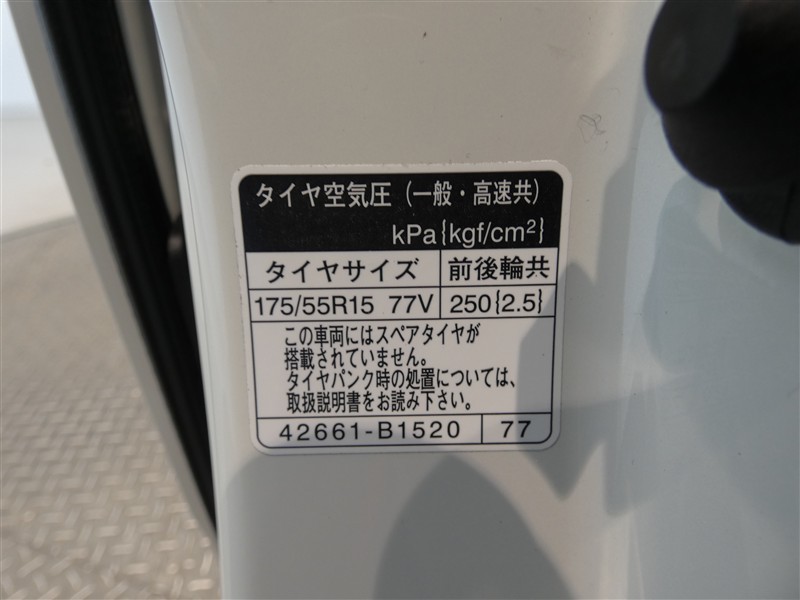 タイヤ空気圧（一般・高速共）
kPa{kgf/cm²}
タイヤサイズ 前後輪共
175/55R15 77V 250{2.5}
この車両にはスペアタイヤが
搭載されていません。
タイヤパンク時の処置については、
取扱説明書をお読み下さい。
42661-B1520 77